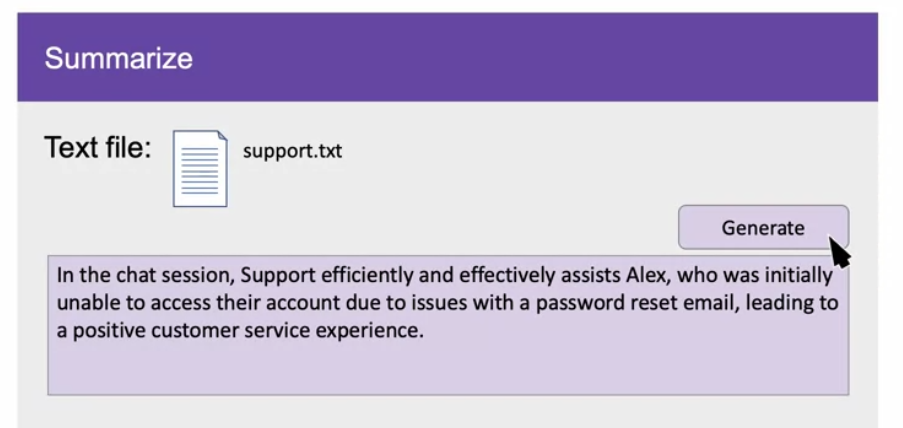 Summarize
Text file:
support.txt
Generate
In the chat session, Support efficiently and effectively assists Alex, who was initially
unable to access their account due to issues with a password reset email, leading to
a positive customer service experience.